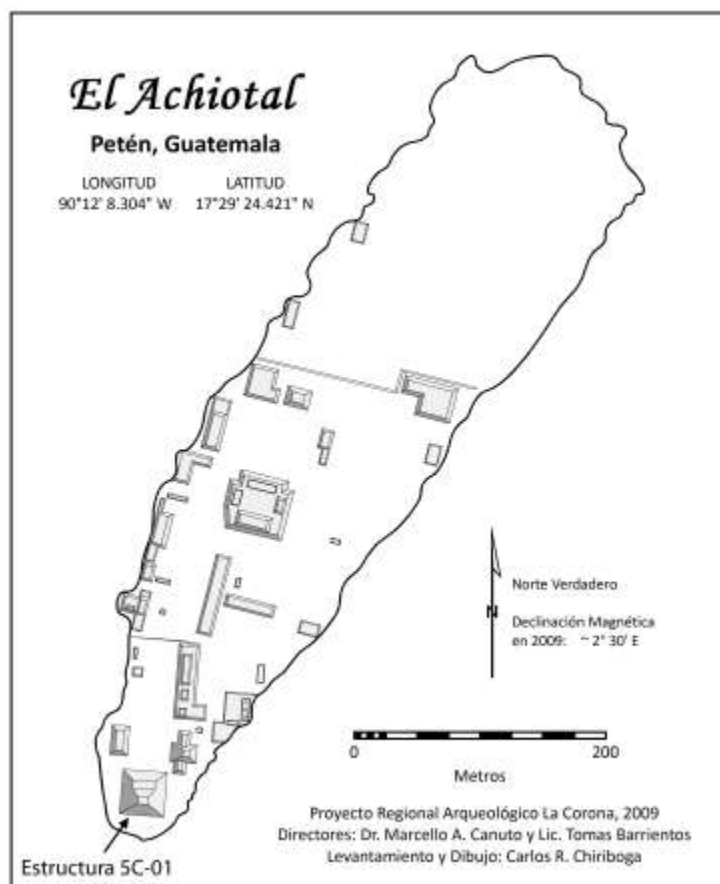 El Achiotal
Petén, Guatemala
LONGITUD LATITUD
90°12' 8.304" W 17°29' 24.421" N
Norte Verdadero
N
Declinación Magnética
en 2009: ~ 2° 30' E
0 200
Metros
Proyecto Regional Arqueológico La Corona, 2009
Directores: Dr. Marcello A. Canuto y Lic. Tomas Barrientos
Levantamiento y Dibujo: Carlos R. Chiriboga
Estructura 5C-01